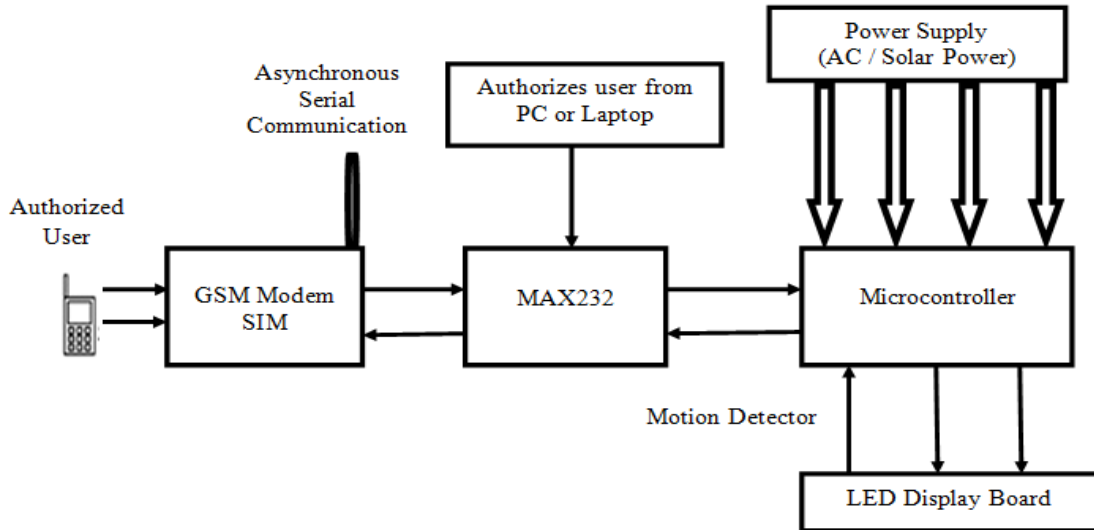 Power Supply
(AC / Solar Power)
Asynchronous
Serial
Communication
Authorizes user from
PC or Laptop
Authorized
User
GSM Modem
SIM
MAX232
Microcontroller
Motion Detector
LED Display Board